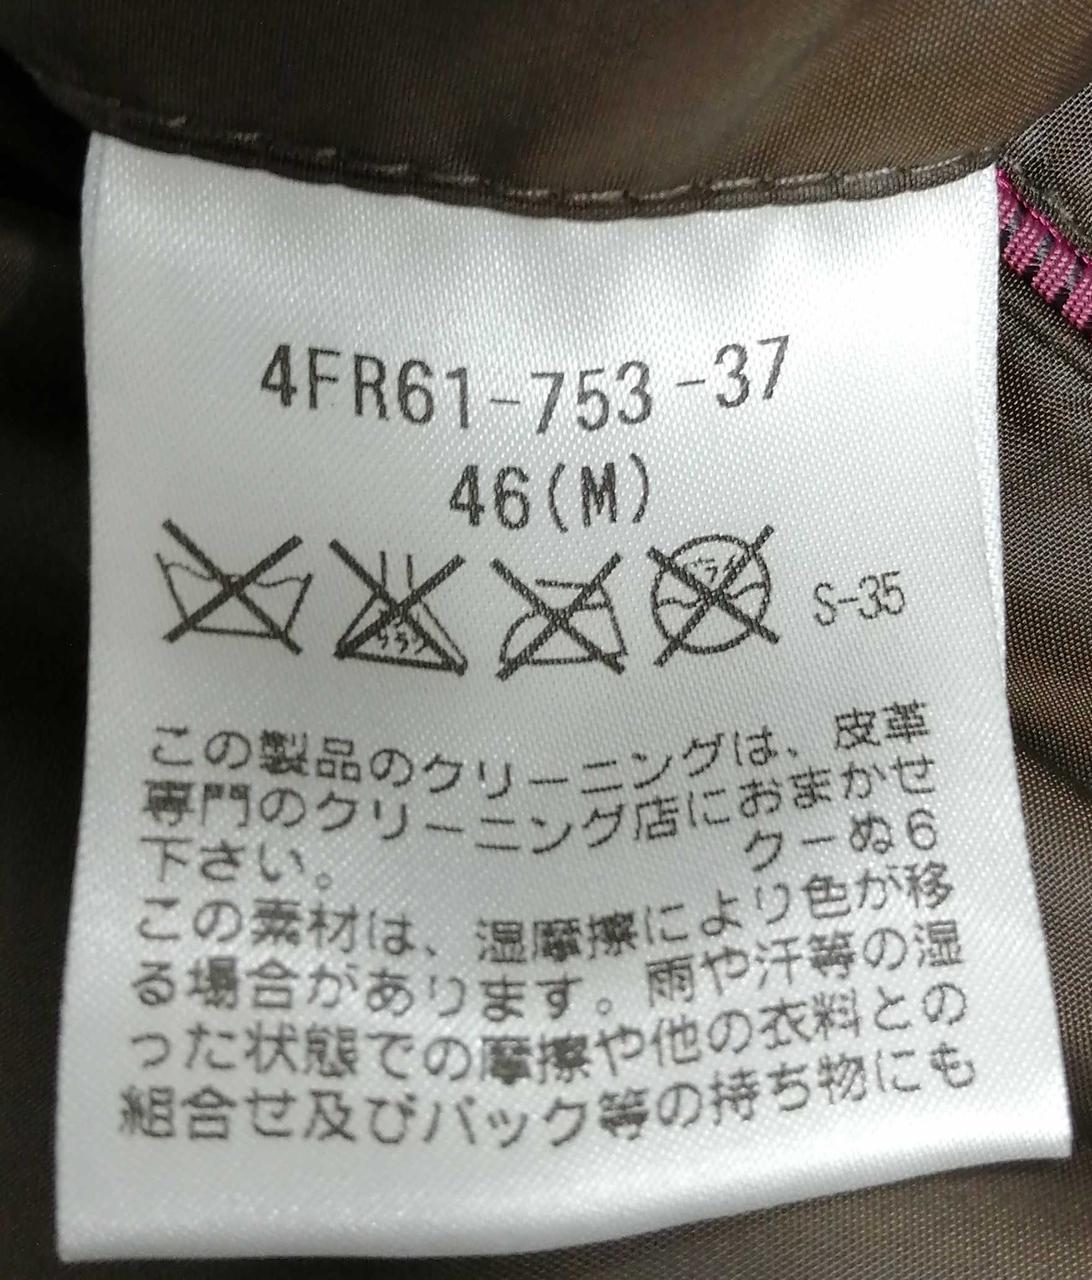 4FR61-753-37
46(M)
S-35
この製品のクリーニングは、皮革
専門のクリーニング店におまかせ
下さい。 クーぬ6
この素材は、湿摩擦により色が移
る場合があります。雨や汗等の湿
った状態での摩擦や他の衣料との
組合せ及びバック等の持ち物にも